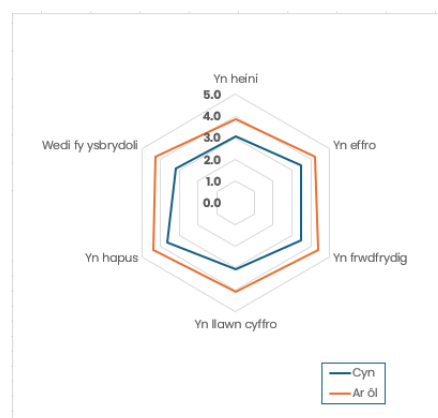 Yn heini
5.0
4.0
3.0
2.0
1.0
0.0
Wedi fy ysbrydoli
Yn effro
Yn hapus
Yn frwdfrydig
Yn llawn cyffro
Cyn
Ar ôl